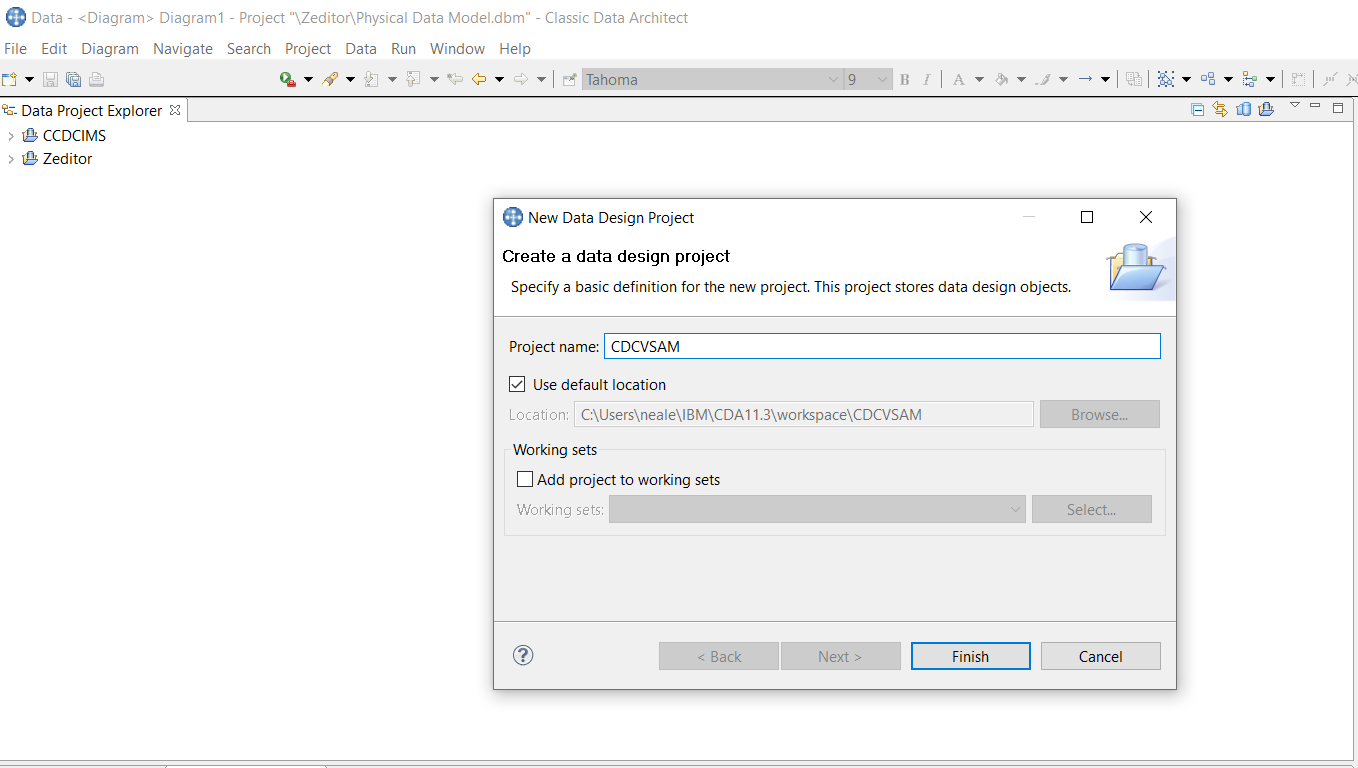 Data - <Diagram> Diagram1 - Project "\Zeditor\Physical Data Model.dbm" - Classic Data Architect
File Edit Diagram Navigate Search Project Data Run Window Help
Tahoma 9 B I A
Data Project Explorer
CCDCIMS
Zeditor
New Data Design Project
Create a data design project
Specify a basic definition for the new project. This project stores data design objects.
Project name: CDCVSAM
Use default location
Location: C:\Users\neale\IBM\CDA11.3\workspace\CDCVSAM Browse...
Working sets
Add project to working sets
Working sets: Select...
? < Back Next > Finish Cancel